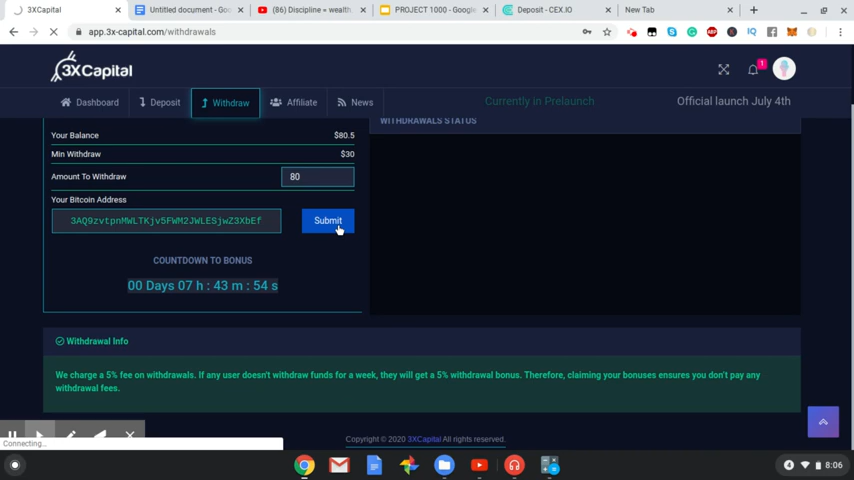 3XCapital
Untitled document - Goo
(86) Discipline = wealth
PROJECT 1000 - Google
Deposit - CEX.IO
New Tab
app.3x-capital.com/withdrawals
3XCapital
1
Dashboard
Deposit
Withdraw
Affiliate
News
Currently in Prelaunch
Official launch July 4th
Your Balance
$80.5
WITHDRAWALS STATUS
Min Withdraw
$30
Amount To Withdraw
80
Your Bitcoin Address
3AQ9zvtpnMWLTKjv5FWM2JWLESjwZ3XbEf
Submit
COUNTDOWN TO BONUS
00 Days 07 h : 43 m : 54 s
Withdrawal Info
We charge a 5% fee on withdrawals. If any user doesn't withdraw funds for a week, they will get a 5% withdrawal bonus. Therefore, claiming your bonuses ensures you don't pay any
withdrawal fees.
Connecting...
Copyright © 2020 3XCapital All rights reserved.
4
8:06